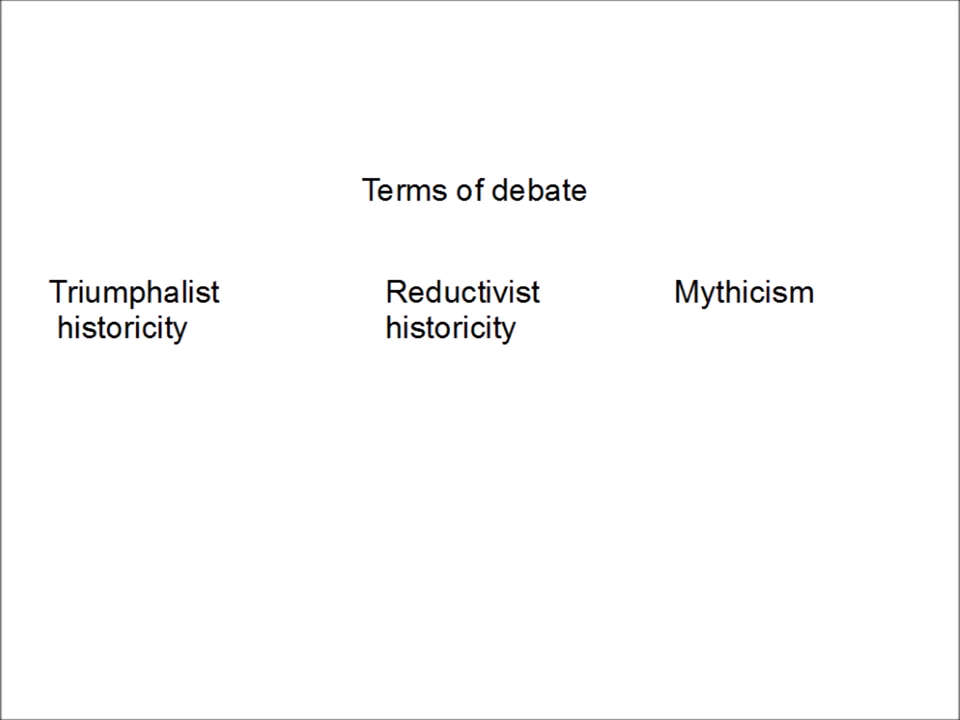 Terms of debate
Triumphalist
historicity
Reductivist
historicity
Mythicism